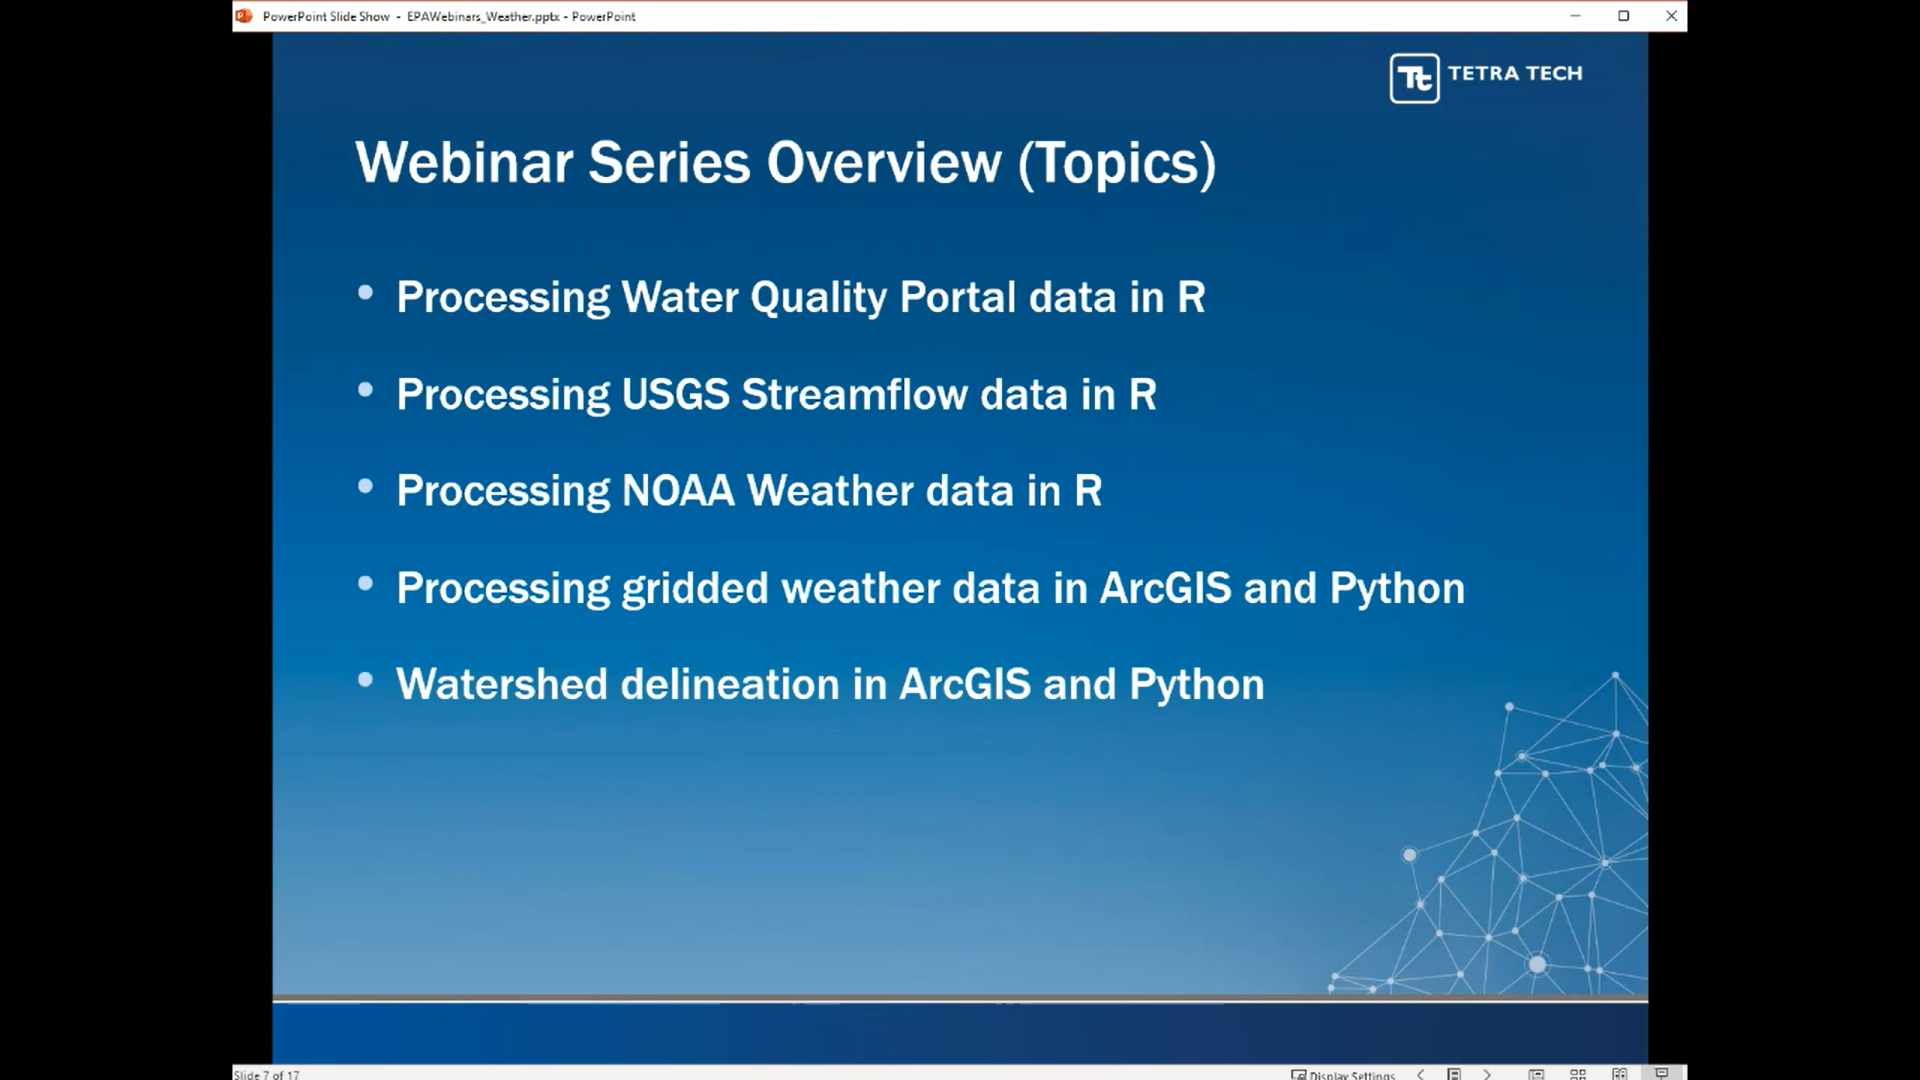 PowerPoint Slide Show - EPAWebinars_Weather.pptx - PowerPoint
Tt TETRA TECH
Webinar Series Overview (Topics)
• Processing Water Quality Portal data in R
• Processing USGS Streamflow data in R
• Processing NOAA Weather data in R
• Processing gridded weather data in ArcGIS and Python
• Watershed delineation in ArcGIS and Python
Slide 7 of 17
Display Settings